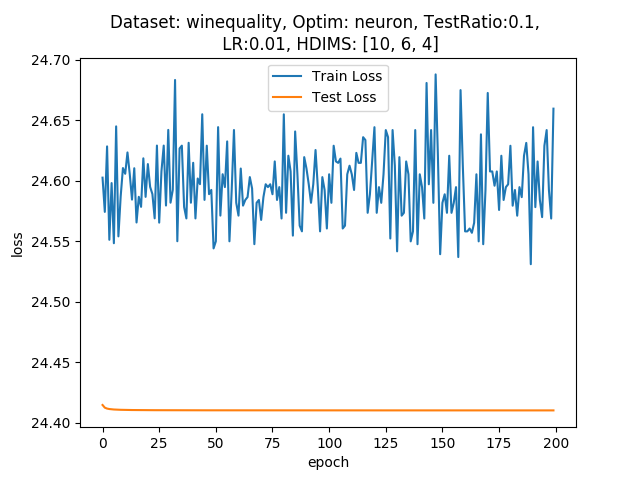 Dataset: winequality, Optim: neuron, TestRatio:0.1,
LR:0.01, HDIMS: [10, 6, 4]
24.70
Train Loss
Test Loss
24.65
24.60
24.55
loss
24.50
24.45
24.40
0 25 50 75 100 125 150 175 200
epoch